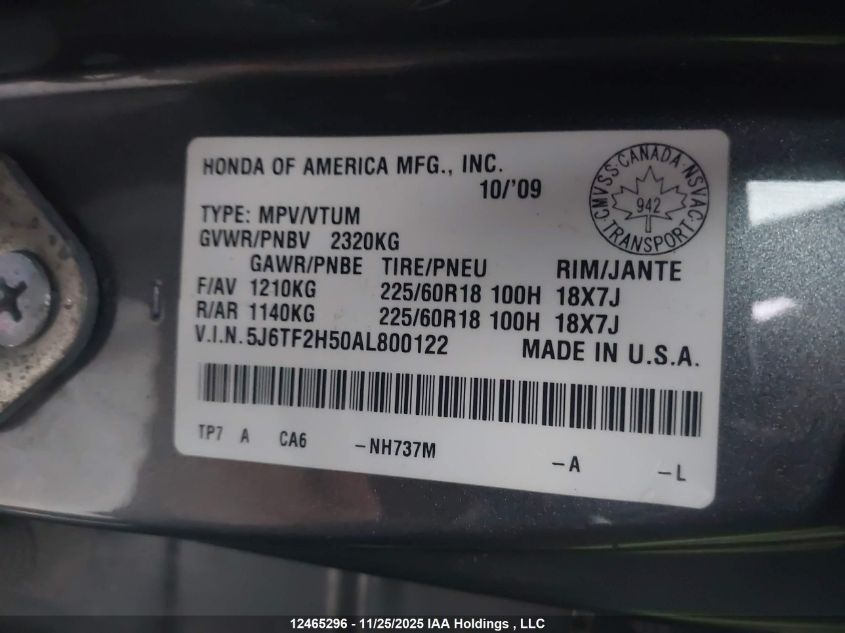 HONDA OF AMERICA MFG., INC.
10/'09
CMVSS·CANADA·NSVAC·
942
TRANSPORT
TYPE: MPV/VTUM
GVWR/PNBV 2320KG
GAWR/PNBE TIRE/PNEU RIM/JANTE
F/AV 1210KG 225/60R18 100H 18X7J
R/AR 1140KG 225/60R18 100H 18X7J
V.I.N. 5J6TF2H50AL800122 MADE IN U.S.A.
TP7 A CA6 -NH737M -A -L
12465296 - 11/25/2025 IAA Holdings , LLC